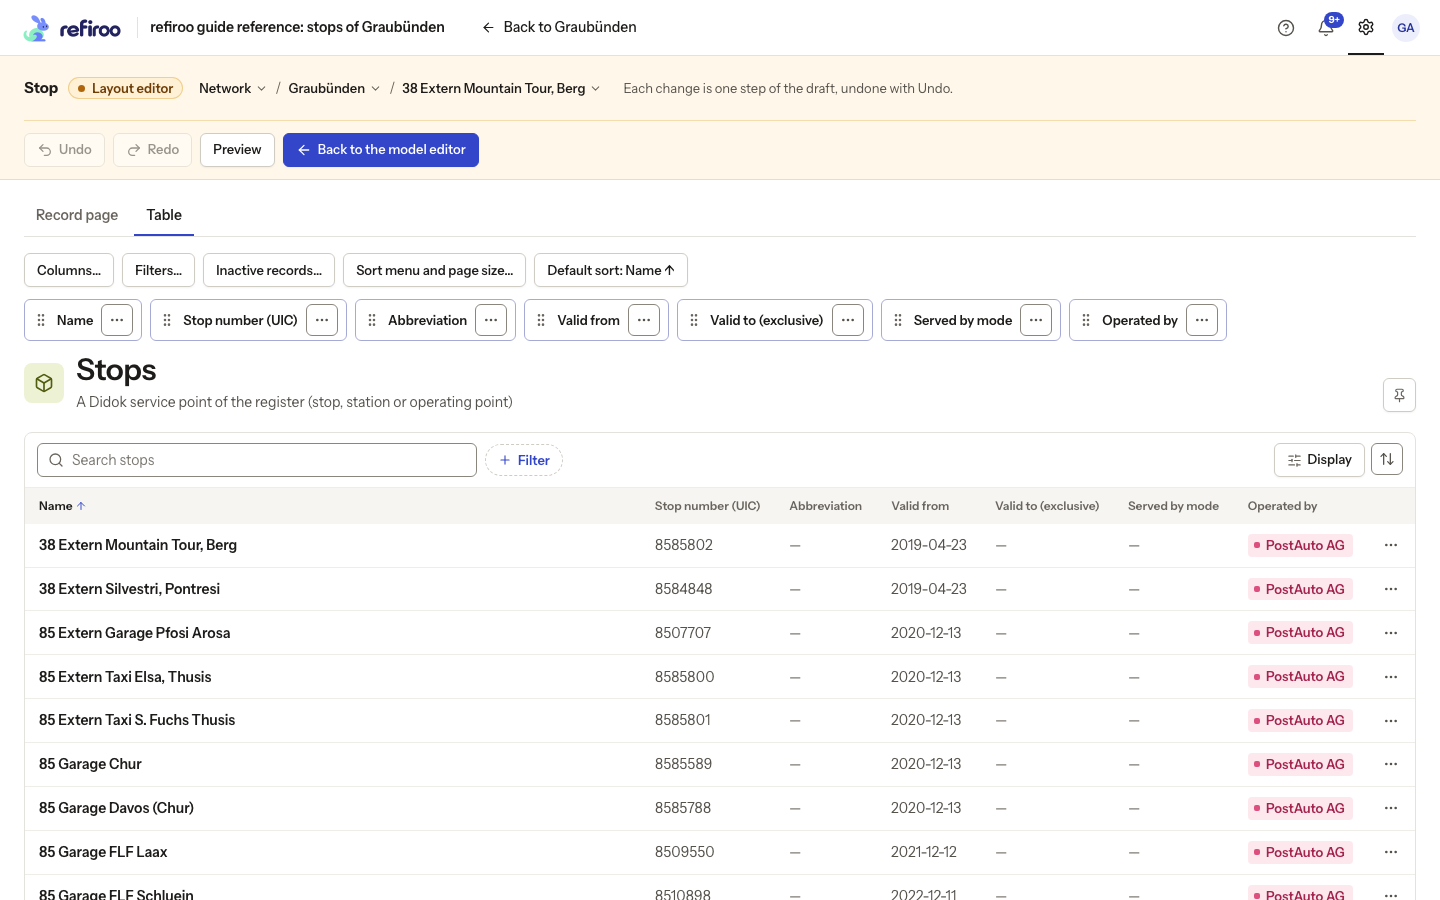 refiroo
refiroo guide reference: stops of Graubünden
Back to Graubünden
9+
GA
Stop
Layout editor
Network / Graubünden / 38 Extern Mountain Tour, Berg
Each change is one step of the draft, undone with Undo.
Undo
Redo
Preview
Back to the model editor
Record page
Table
Columns...
Filters...
Inactive records...
Sort menu and page size...
Default sort: Name ↑
Name
Stop number (UIC)
Abbreviation
Valid from
Valid to (exclusive)
Served by mode
Operated by
Stops
A Didok service point of the register (stop, station or operating point)
Search stops
Filter
Display
Name ↑ Stop number (UIC) Abbreviation Valid from Valid to (exclusive) Served by mode Operated by
38 Extern Mountain Tour, Berg 8585802 — 2019-04-23 — — PostAuto AG
38 Extern Silvestri, Pontresi 8584848 — 2019-04-23 — — PostAuto AG
85 Extern Garage Pfosi Arosa 8507707 — 2020-12-13 — — PostAuto AG
85 Extern Taxi Elsa, Thusis 8585800 — 2020-12-13 — — PostAuto AG
85 Extern Taxi S. Fuchs Thusis 8585801 — 2020-12-13 — — PostAuto AG
85 Garage Chur 8585589 — 2020-12-13 — — PostAuto AG
85 Garage Davos (Chur) 8585788 — 2020-12-13 — — PostAuto AG
85 Garage FLF Laax 8509550 — 2021-12-12 — — PostAuto AG
85 Garage FLF Schluein 8510898 — 2022-12-11 — — PostAuto AG